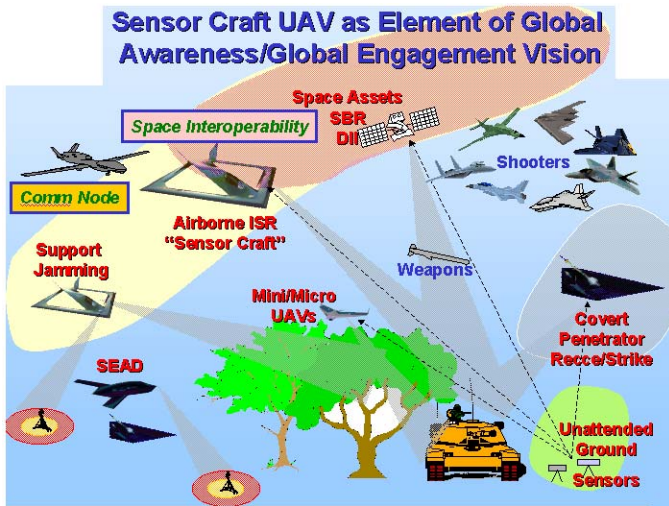 Sensor Craft UAV as Element of Global
Awareness/Global Engagement Vision
Space Assets
SBR
DII
Space Interoperability
Shooters
Comm Node
Airborne ISR
“Sensor Craft”
Support
Jamming
Weapons
Mini/Micro
UAVs
Covert
Penetrator
Recce/Strike
SEAD
Unattended
Ground
Sensors